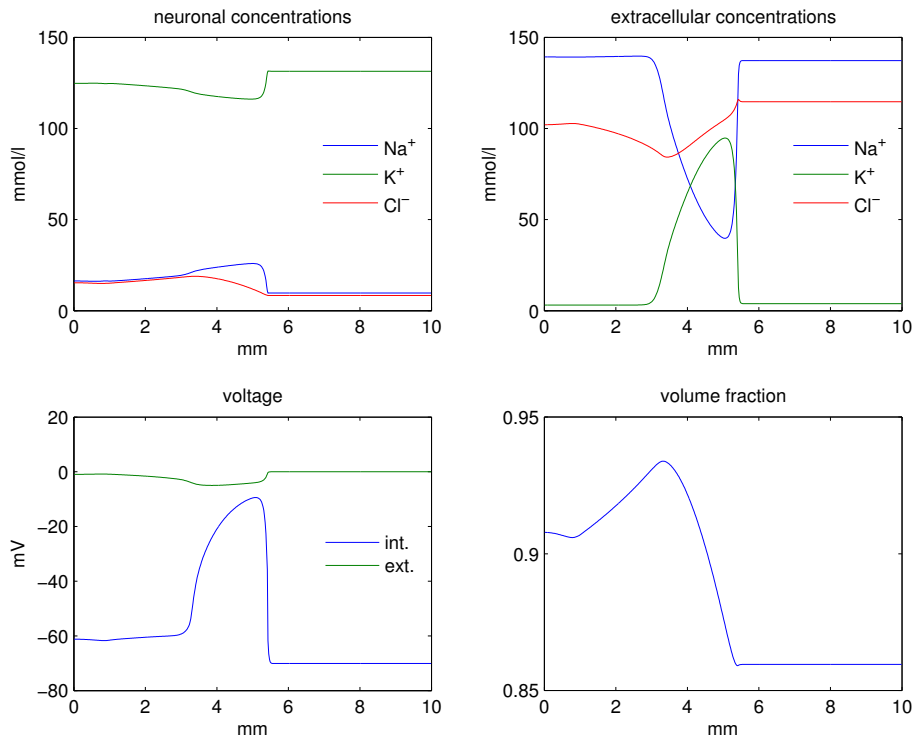 neuronal concentrations
150
100
50
0
mmol/l
Na⁺
K⁺
Cl⁻
0 2 4 6 8 10
mm
extracellular concentrations
150
100
50
0
mmol/l
Na⁺
K⁺
Cl⁻
0 2 4 6 8 10
mm
voltage
20
0
−20
−40
−60
−80
mV
int.
ext.
0 2 4 6 8 10
mm
volume fraction
0.95
0.9
0.85
0 2 4 6 8 10
mm